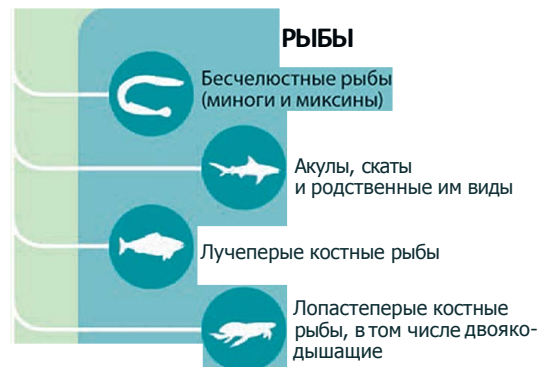 РЫБЫ
Бесчелюстные рыбы
(миноги и миксины)
Акулы, скаты
и родственные им виды
Лучеперые костные рыбы
Лопастеперые костные
рыбы, в том числе двояко-
дышащие